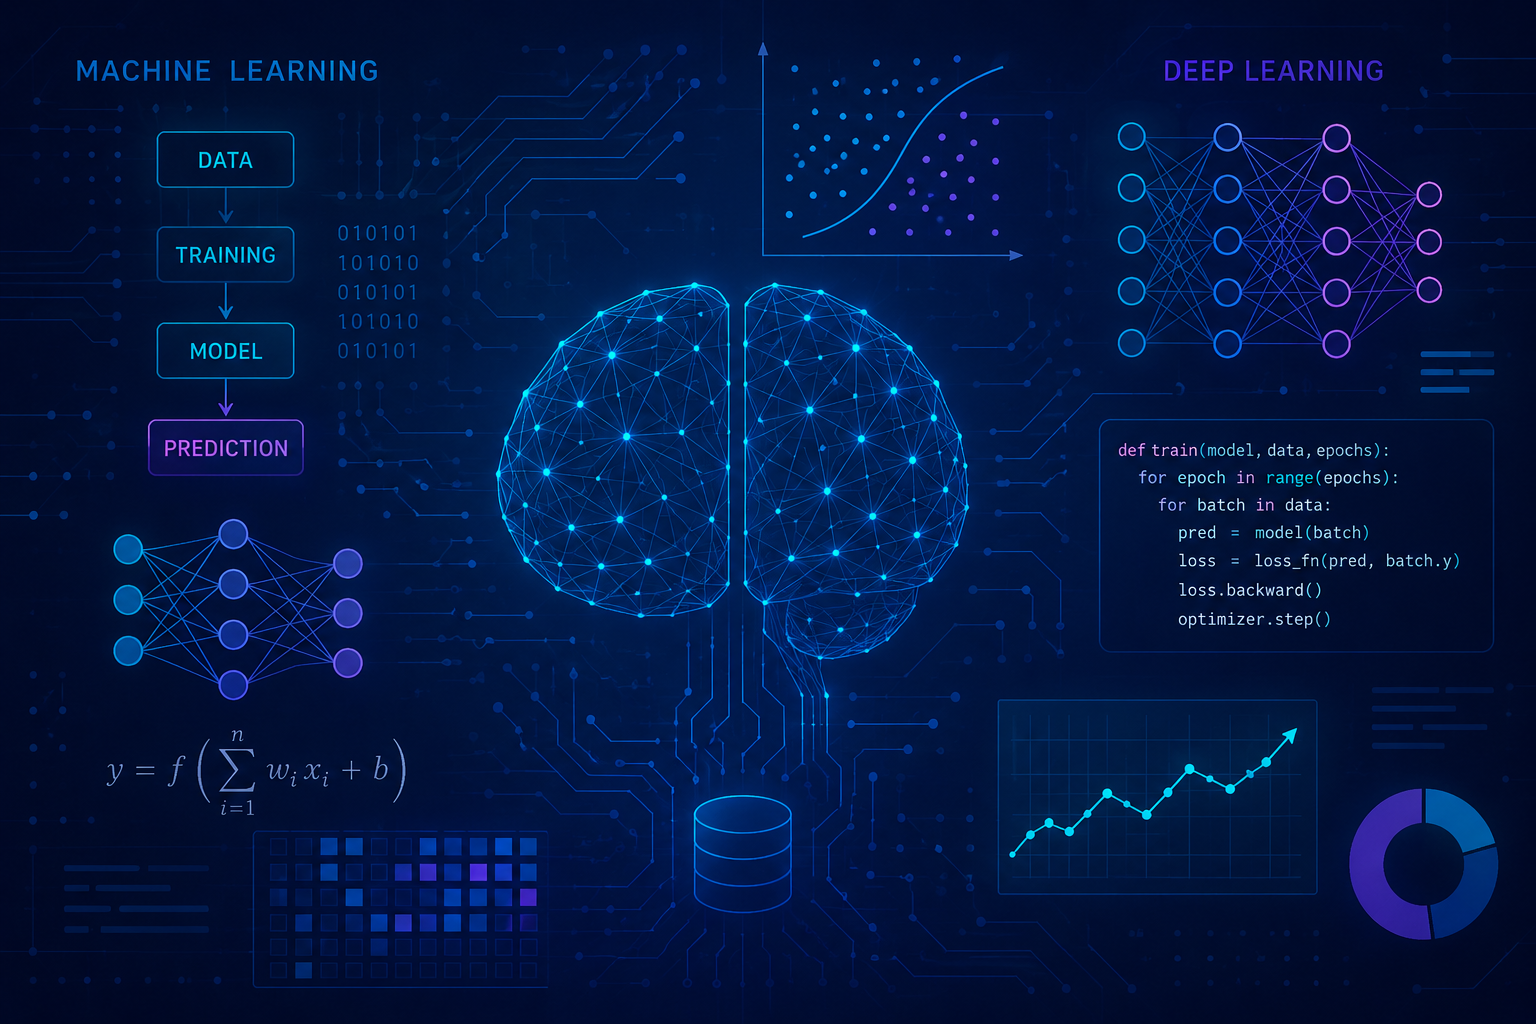 MACHINE LEARNING
DATA
TRAINING
MODEL
PREDICTION
010101
101010
010101
101010
010101
y = f ( n ∑ i=1 w_i x_i + b )
DEEP LEARNING
def train(model, data, epochs):
for epoch in range(epochs):
for batch in data:
pred = model(batch)
loss = loss_fn(pred, batch.y)
loss.backward()
optimizer.step()